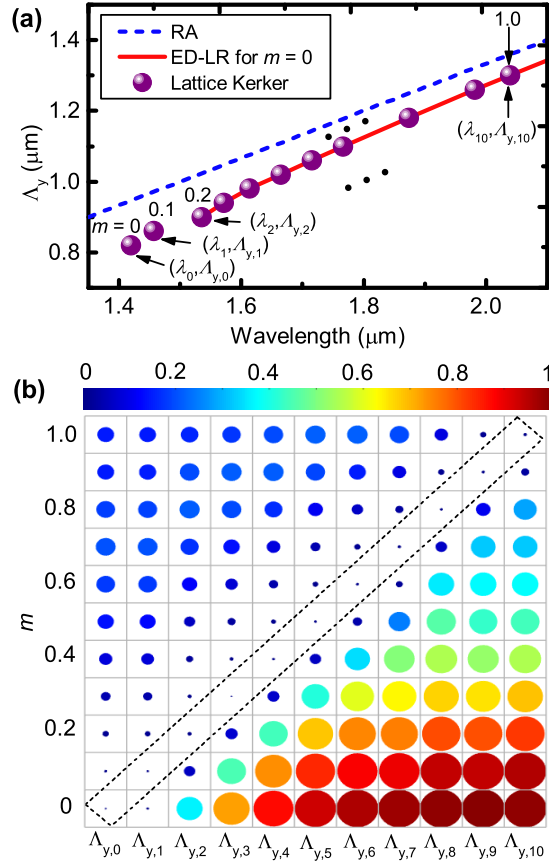 (a)
RA
ED-LR for m = 0
Lattice Kerker
1.0
(λ10, Λy,10)
0.2
0.1
m = 0
(λ2, Λy,2)
(λ1, Λy,1)
(λ0, Λy,0)
1.4
1.2
1.0
0.8
Λy (μm)
1.4 1.6 1.8 2.0
Wavelength (μm)
(b)
0 0.2 0.4 0.6 0.8 1
1.0
0.8
0.6
0.4
0.2
0
m
Λy,0 Λy,1 Λy,2 Λy,3 Λy,4 Λy,5 Λy,6 Λy,7 Λy,8 Λy,9 Λy,10